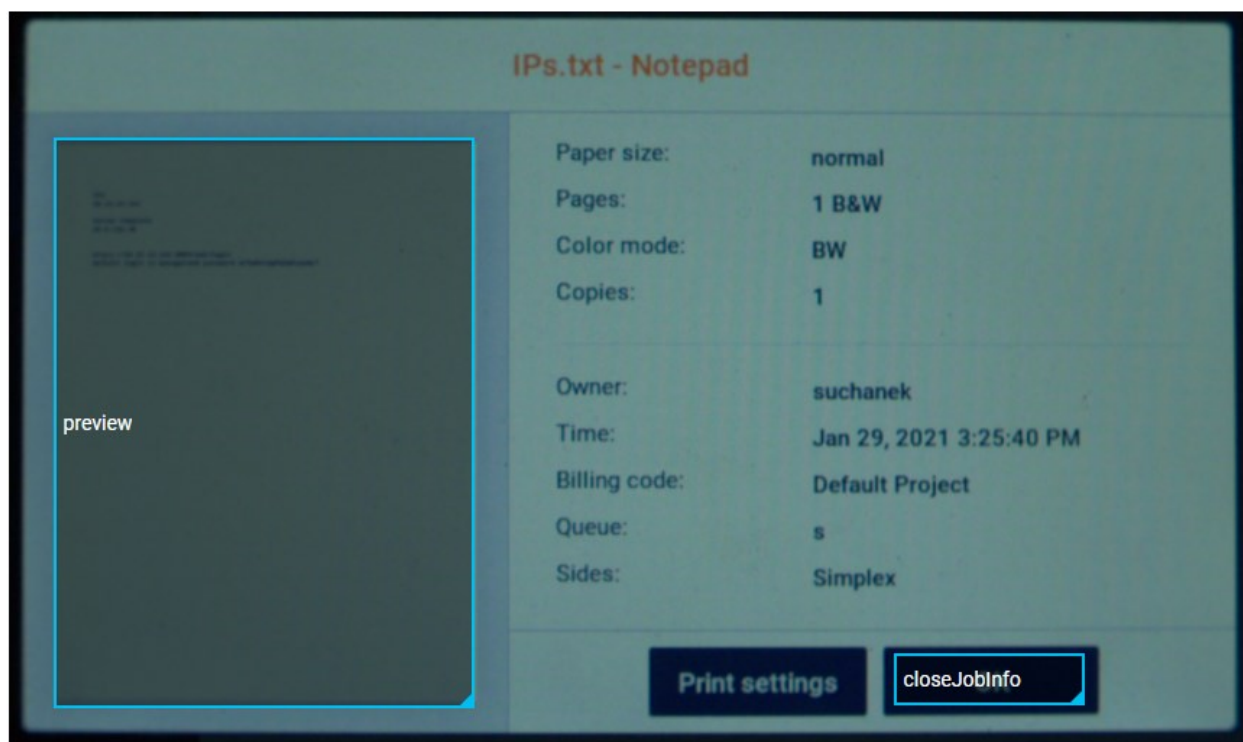 IPs.txt - Notepad
preview
Paper size: normal
Pages: 1 B&W
Color mode: BW
Copies: 1
Owner: suchanek
Time: Jan 29, 2021 3:25:40 PM
Billing code: Default Project
Queue: s
Sides: Simplex
Print settings
closeJobInfo